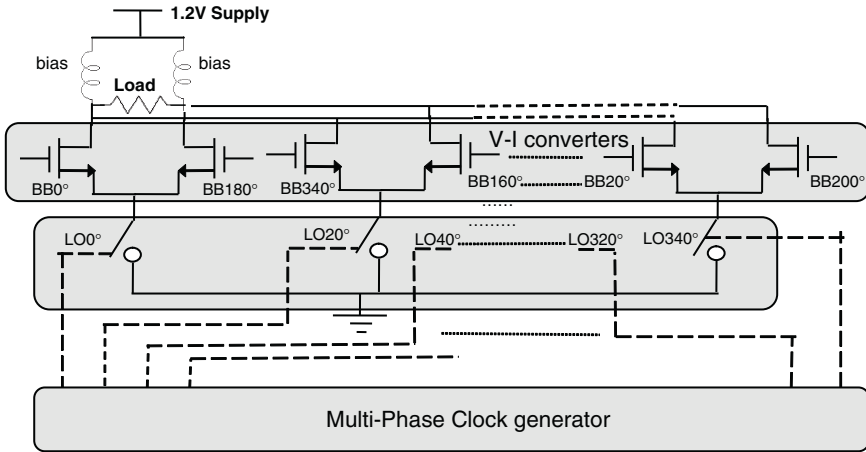 1.2V Supply
bias
bias
Load
V-I converters
BB0°
BB180°
BB340°
BB160°
BB20°
BB200°
LO0°
LO20°
LO40°
LO320°
LO340°
Multi-Phase Clock generator